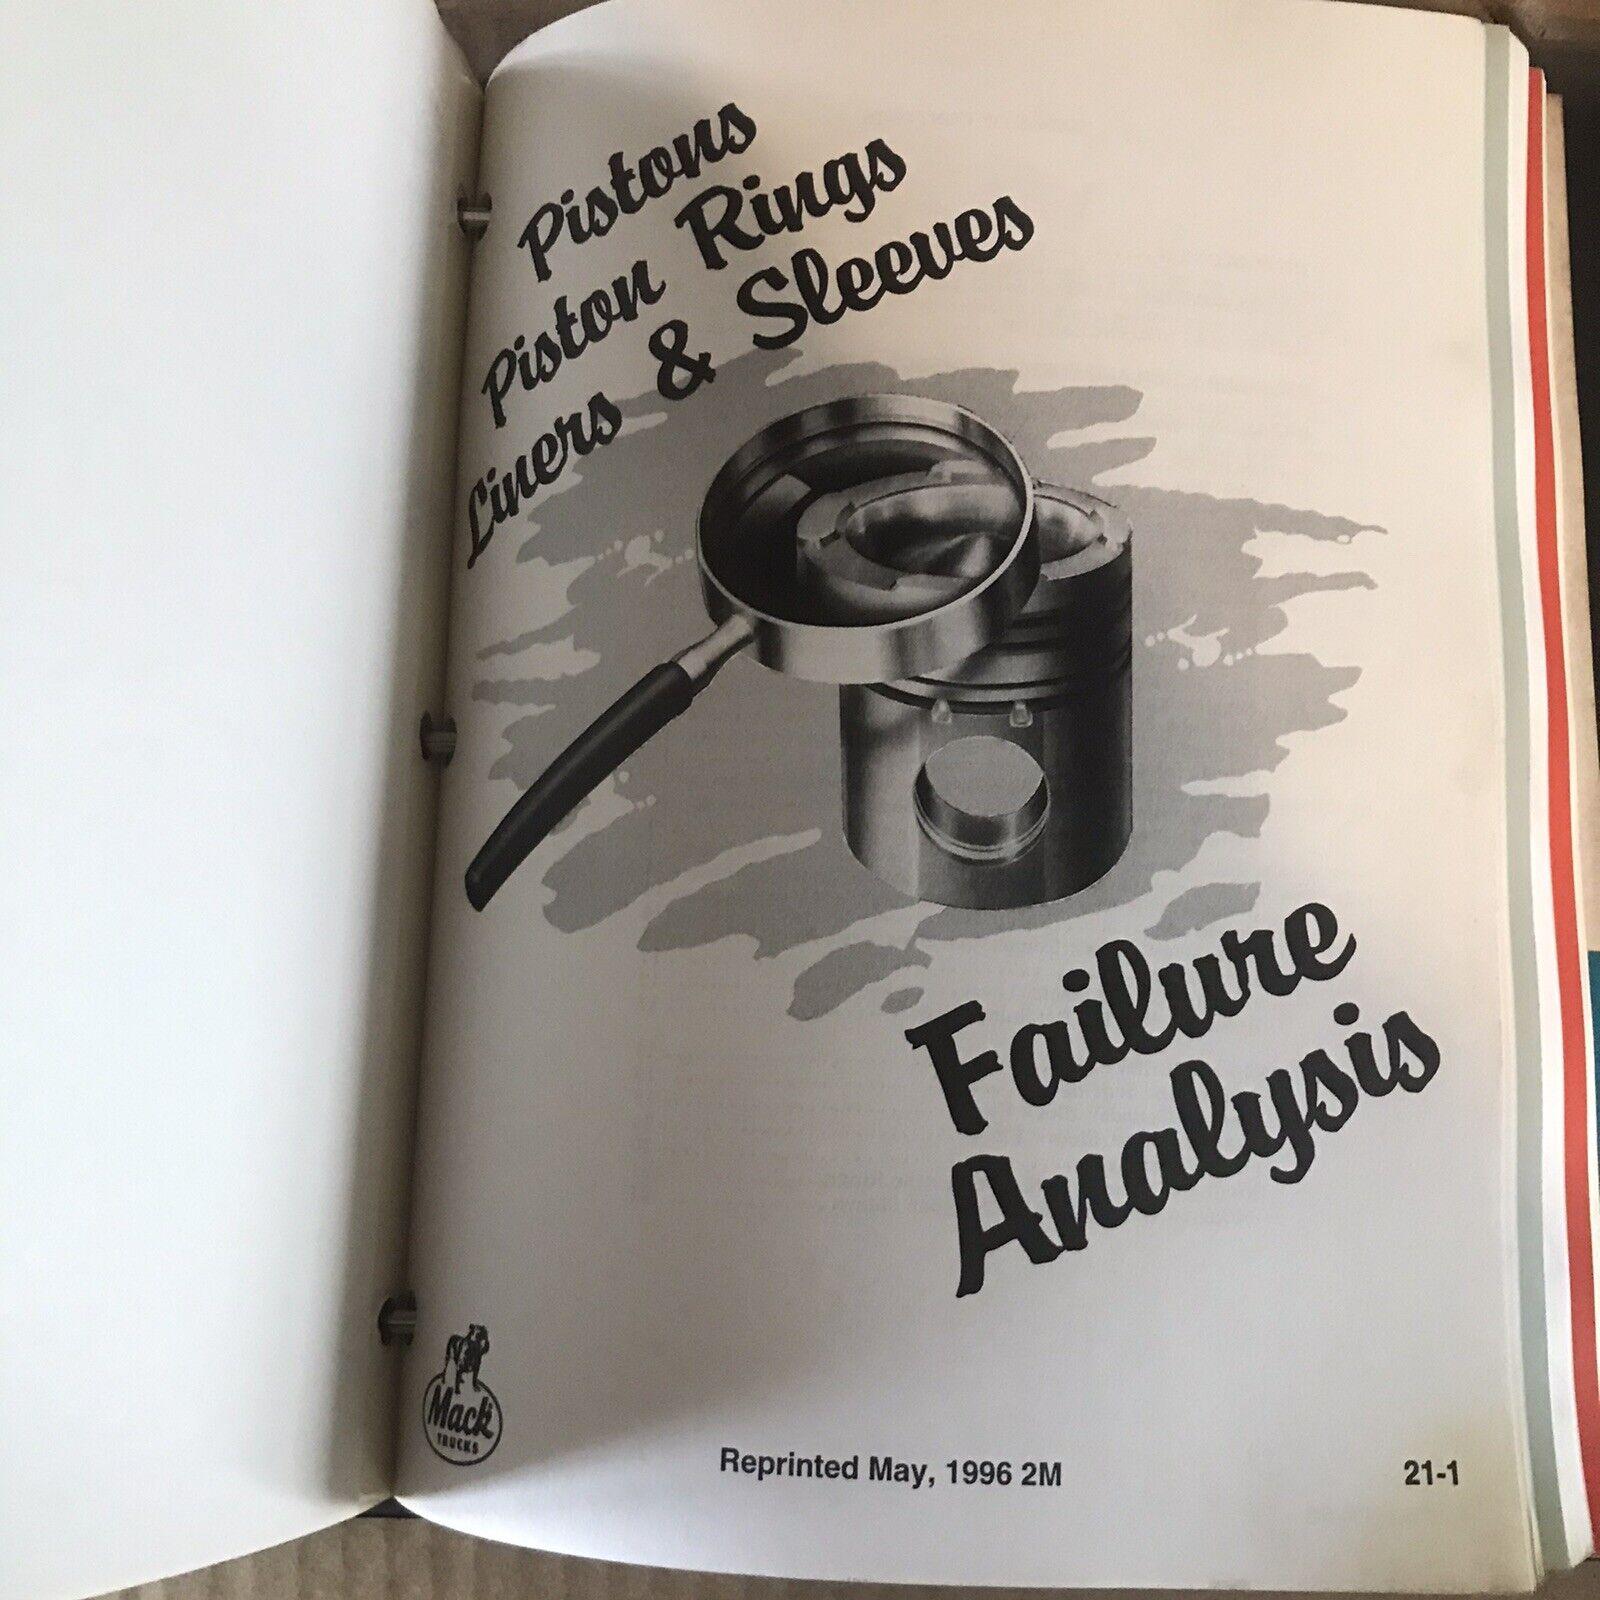 Pistons
Piston Rings
Liners & Sleeves
Failure
Analysis
Mack
TRUCKS
Reprinted May, 1996 2M
21-1